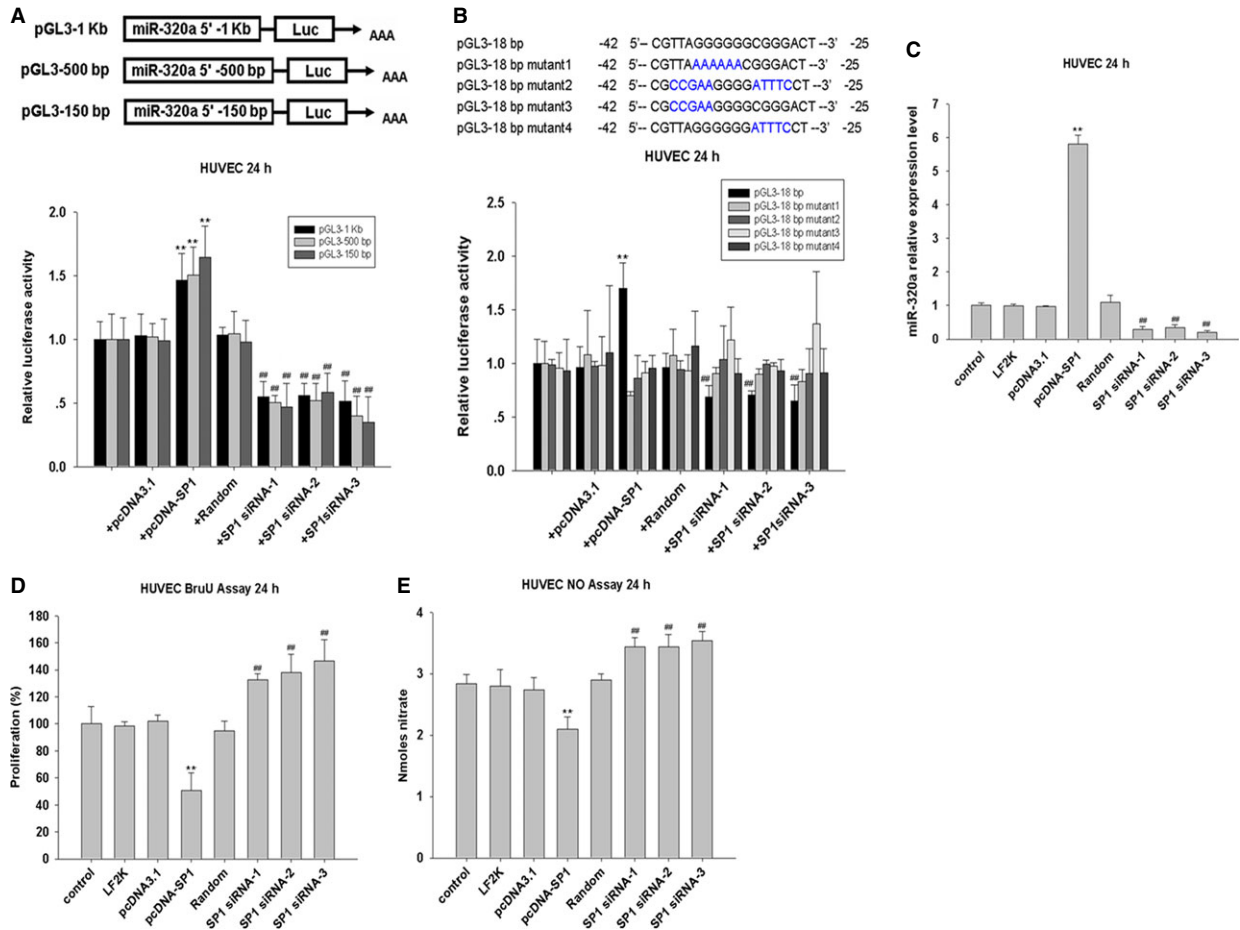 A
pGL3-1 Kb miR-320a 5' -1 Kb Luc AAA
pGL3-500 bp miR-320a 5' -500 bp Luc AAA
pGL3-150 bp miR-320a 5' -150 bp Luc AAA
HUVEC 24 h
Relative luciferase activity
2.0
1.5
1.0
.5
0.0
pGL3-1 Kb
pGL3-500 bp
pGL3-150 bp
** ** **
## ## ## ## ## ## ## ## ##
+pcDNA3.1
+pcDNA-SP1
+Random
+SP1 siRNA-1
+SP1 siRNA-2
+SP1siRNA-3
B
pGL3-18 bp -42 5'-- CGTTAGGGGGGCGGGACT --3' -25
pGL3-18 bp mutant1 -42 5'-- CGTTAAAAAAACGGGACT --3' -25
pGL3-18 bp mutant2 -42 5'-- CGCCGAAGGGGATTTCCT --3' -25
pGL3-18 bp mutant3 -42 5'-- CGCCGAAGGGGCGGGACT --3' -25
pGL3-18 bp mutant4 -42 5'-- CGTTAGGGGGGATTTCCT --3' -25
HUVEC 24 h
Relative luciferase activity
2.5
2.0
1.5
1.0
0.5
0.0
pGL3-18 bp
pGL3-18 bp mutant1
pGL3-18 bp mutant2
pGL3-18 bp mutant3
pGL3-18 bp mutant4
**
## ## ##
+pcDNA3.1
+pcDNA-SP1
+Random
+SP1 siRNA-1
+SP1 siRNA-2
+SP1siRNA-3
C
HUVEC 24 h
miR-320a relative expression level
7
6
5
4
3
2
1
0
**
## ## ##
control
LF2K
pcDNA3.1
pcDNA-SP1
Random
SP1 siRNA-1
SP1 siRNA-2
SP1 siRNA-3
D
HUVEC BruU Assay 24 h
Proliferation (%)
180
160
140
120
100
80
60
40
20
0
**
## ## ##
control
LF2K
pcDNA3.1
pcDNA-SP1
Random
SP1 siRNA-1
SP1 siRNA-2
SP1 siRNA-3
E
HUVEC NO Assay 24 h
Nmoles nitrate
4
3
2
1
0
**
## ## ##
control
LF2K
pcDNA3.1
pcDNA-SP1
Random
SP1 siRNA-1
SP1 siRNA-2
SP1 siRNA-3